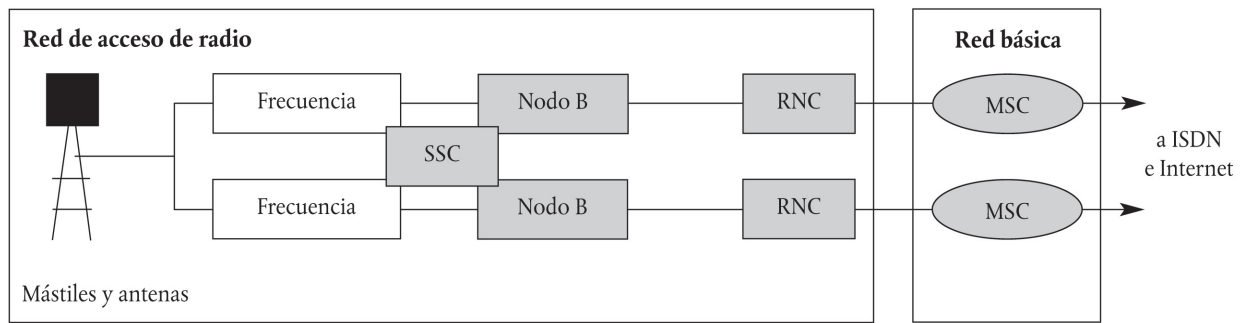 Red de acceso de radio
Red básica
Frecuencia
Nodo B
RNC
MSC
SSC
a ISDN
e Internet
Frecuencia
Nodo B
RNC
MSC
Mástiles y antenas